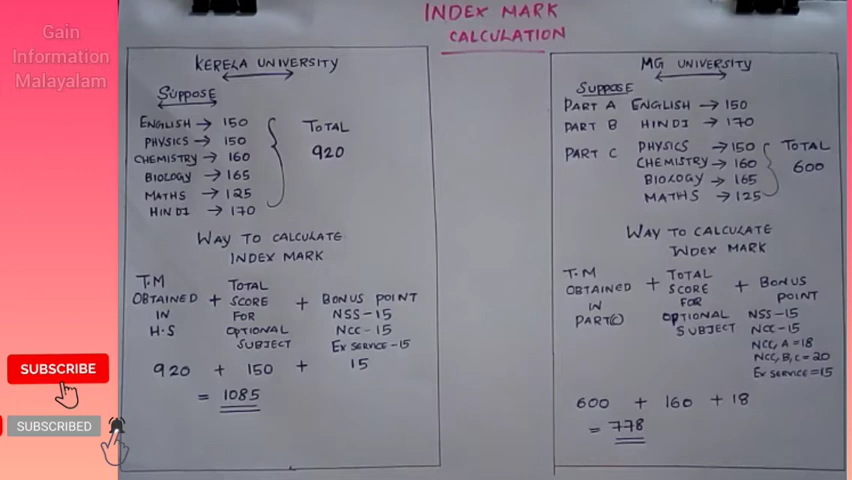 Gain
Information
Malayalam
INDEX MARK
CALCULATION
KERELA UNIVERSITY
SUPPOSE
ENGLISH → 150
PHYSICS → 150
CHEMISTRY → 160
BIOLOGY → 165
MATHS → 125
HINDI → 170
TOTAL
920
WAY TO CALCULATE
INDEX MARK
T.M
OBTAINED
IN
H.S
+
TOTAL
SCORE
FOR
OPTIONAL
SUBJECT
+
BONUS POINT
NSS-15
NCC-15
EX SERVICE-15
920 + 150 + 15
= 1085
MG UNIVERSITY
SUPPOSE
PART A ENGLISH → 150
PART B HINDI → 170
PART C PHYSICS → 150
CHEMISTRY → 160
BIOLOGY → 165
MATHS → 125
TOTAL
600
WAY TO CALCULATE
INDEX MARK
T.M
OBTAINED
IN
PART(C)
+
TOTAL
SCORE
FOR
OPTIONAL
SUBJECT
+
BONUS
POINT
NSS-15
NCC-15
NCC, A=18
NCC, B, C=20
EX SERVICE=15
600 + 160 + 18
= 778
SUBSCRIBE
SUBSCRIBED